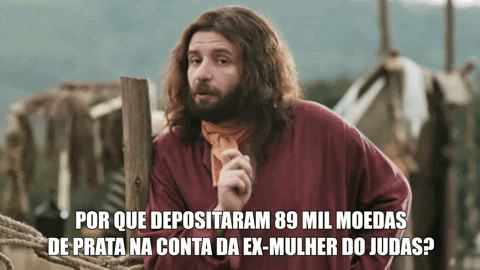 POR QUE DEPOSITARAM 89 MIL MOEDAS
DE PRATA NA CONTA DA EX-MULHER DO JUDAS?